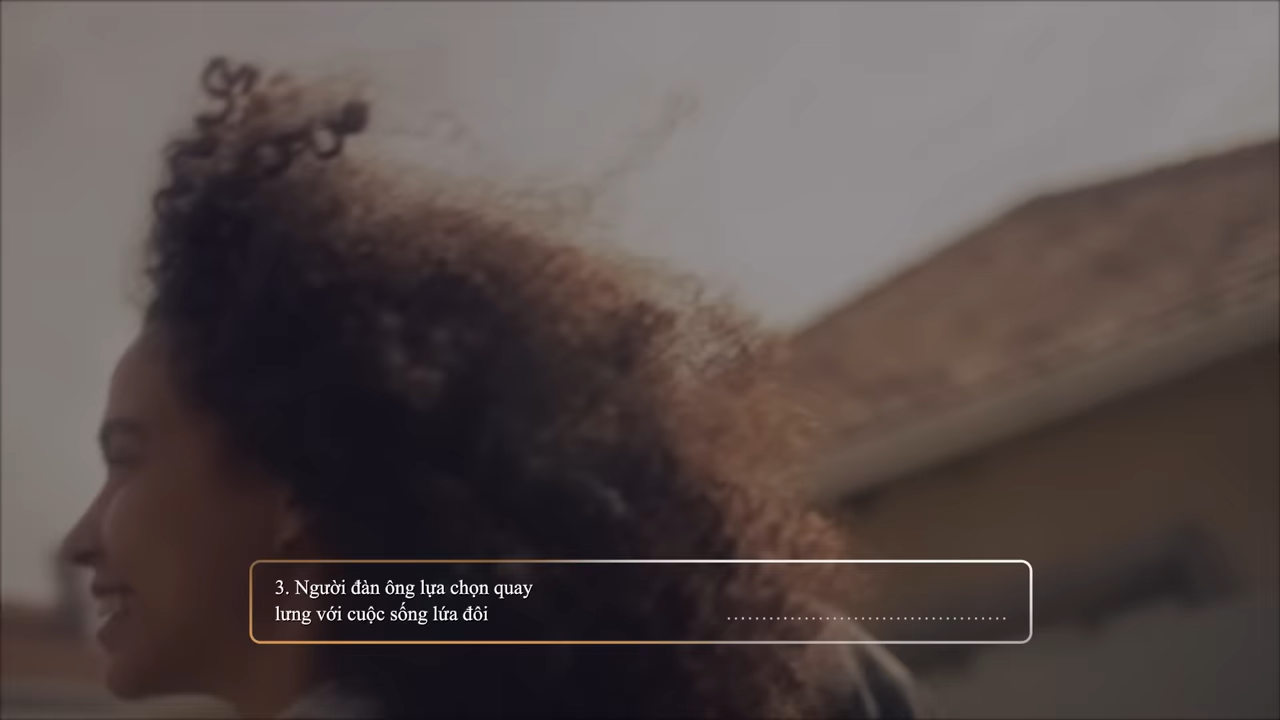 3. Người đàn ông lựa chọn quay
lưng với cuộc sống lứa đôi
........................................